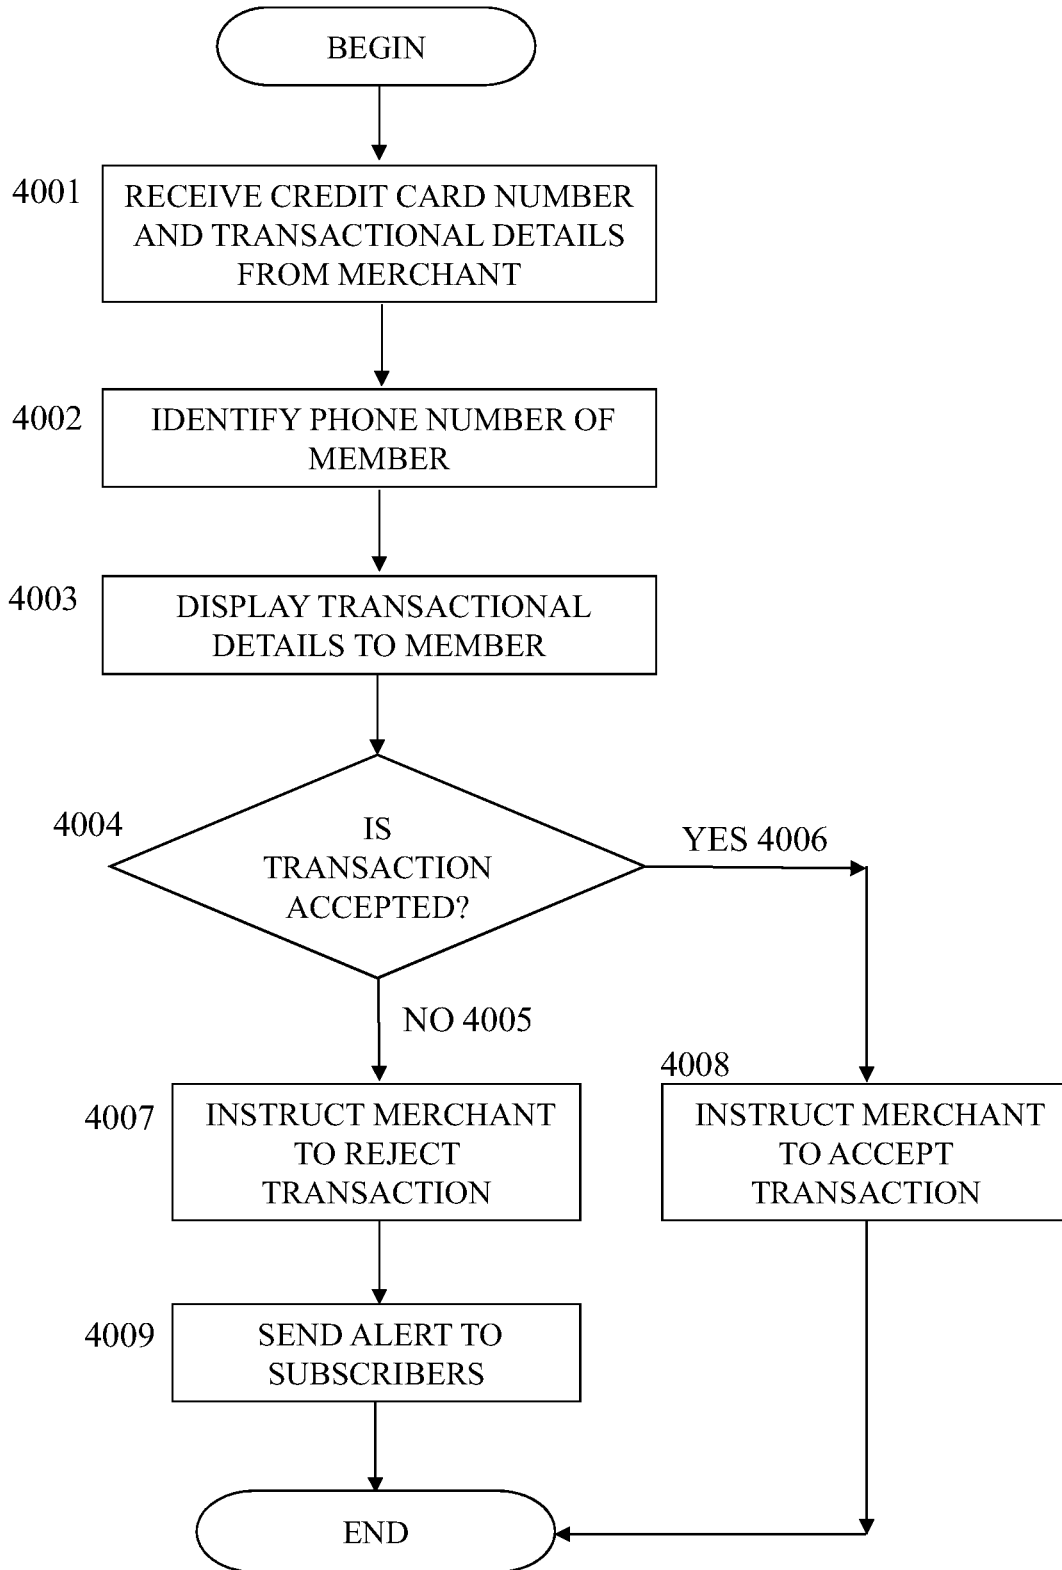 BEGIN
4001
RECEIVE CREDIT CARD NUMBER
AND TRANSACTIONAL DETAILS
FROM MERCHANT
4002
IDENTIFY PHONE NUMBER OF
MEMBER
4003
DISPLAY TRANSACTIONAL
DETAILS TO MEMBER
4004
IS
TRANSACTION
ACCEPTED?
YES 4006
NO 4005
4007
INSTRUCT MERCHANT
TO REJECT
TRANSACTION
4008
INSTRUCT MERCHANT
TO ACCEPT
TRANSACTION
4009
SEND ALERT TO
SUBSCRIBERS
END